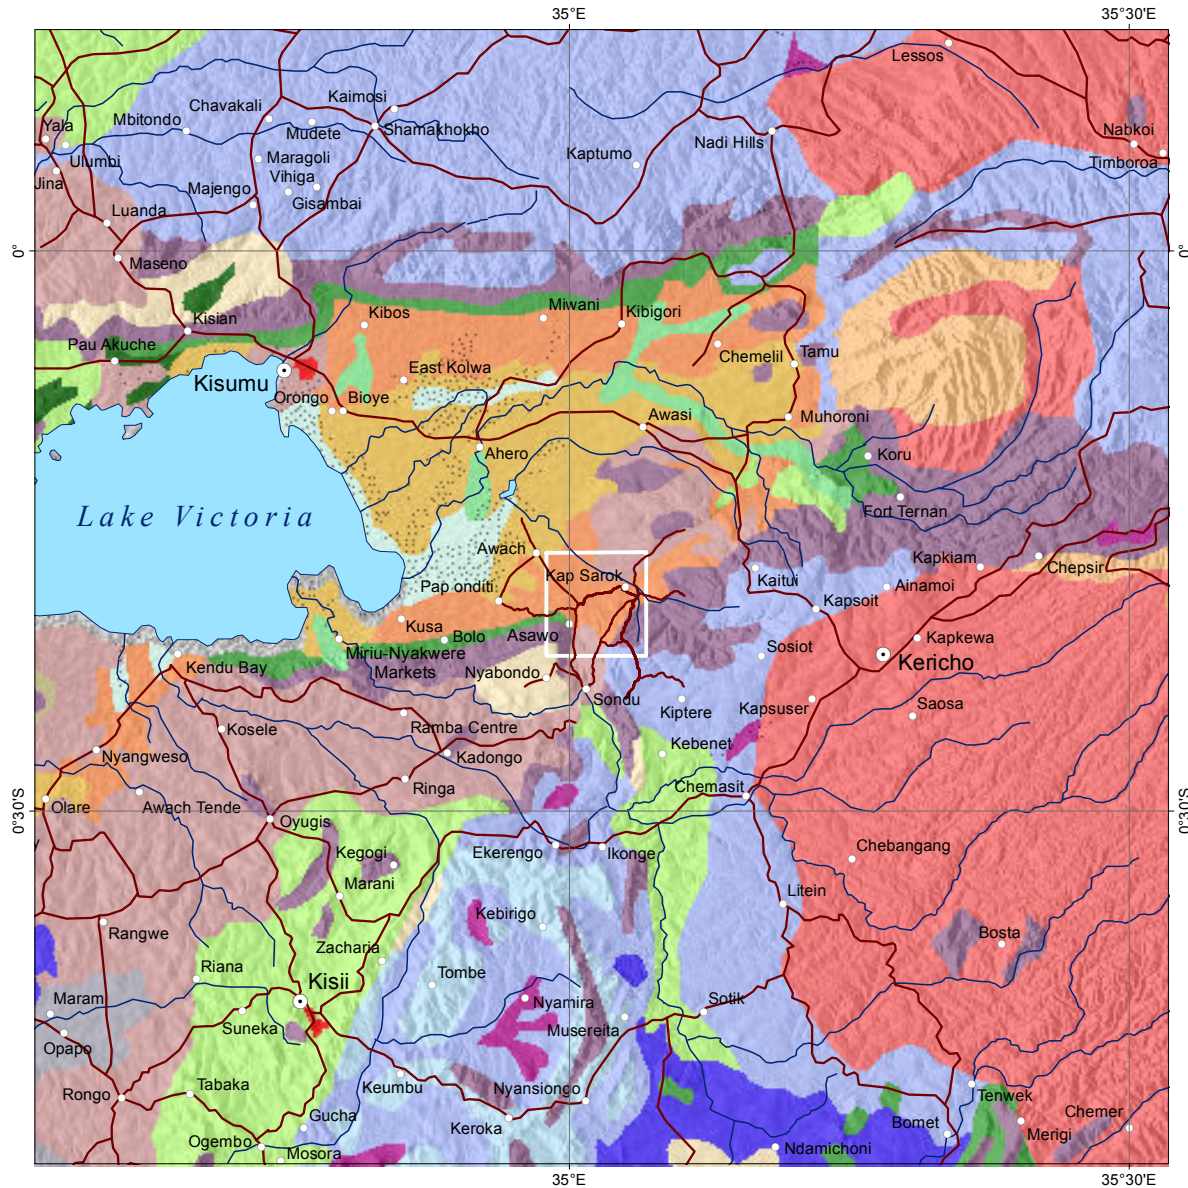 35°E
35°30'E
Lessos
Kaimosi
Chavakali
Mbitondo
Yala
Mudete
Shamakhokho
Nabkoi
Nadi Hills
Kaptumo
Maragoli
Ulumbi
Timboroa
Vihiga
Jina
Majengo
Gisambai
Luanda
0°
0°
Maseno
Kibos
Miwani
Kibigori
Kisian
Pau Akuche
Chemelil
Tamu
East Kolwa
Kisumu
Orongo
Bioye
Awasi
Muhoroni
Ahero
Koru
Lake Victoria
Fort Ternan
Awach
Kapkiam
Chepsir
Kap Sarok
Kaitui
Ainamoi
Pap onditi
Kapsoit
Kusa
Bolo
Asawo
Kapkewa
Miriu-Nyakwere
Markets
Sosiot
Kericho
Kendu Bay
Nyabondo
Sondu
Kiptere
Kapsuser
Saosa
Kosele
Ramba Centre
Kebenet
Nyangweso
Kadongo
Ringa
Chemasit
Olare
Awach Tende
0°30'S
0°30'S
Oyugis
y
Kegogi
Ekerengo
Ikonge
Chebangang
Marani
Litein
Kebirigo
Rangwe
Bosta
Zacharia
Riana
Kisii
Tombe
Maram
Nyamira
Sotik
Suneka
Musereita
Opapo
Keumbu
Nyansiongo
Tabaka
Rongo
Tenwek
Gucha
Chemer
Keroka
Bomet
Merigi
Ogembo
Ndamichoni
Mosora
35°E
35°30'E